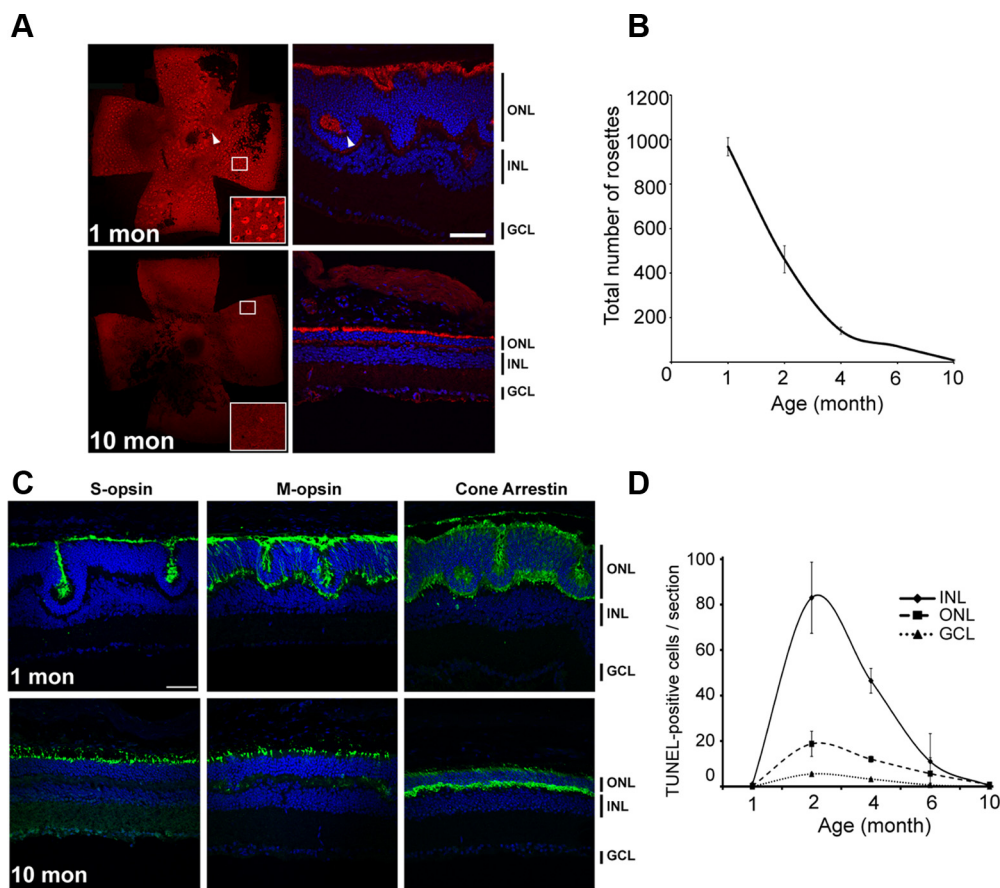 A
1 mon
ONL
INL
GCL
10 mon
ONL
INL
GCL
B
Total number of rosettes
1200
1000
800
600
400
200
0 1 2 4 6 10
Age (month)
C
S-opsin M-opsin Cone Arrestin
1 mon
ONL
INL
GCL
10 mon
ONL
INL
GCL
D
TUNEL-positive cells / section
100
80
60
40
20
0
INL
ONL
GCL
1 2 4 6 10
Age (month)